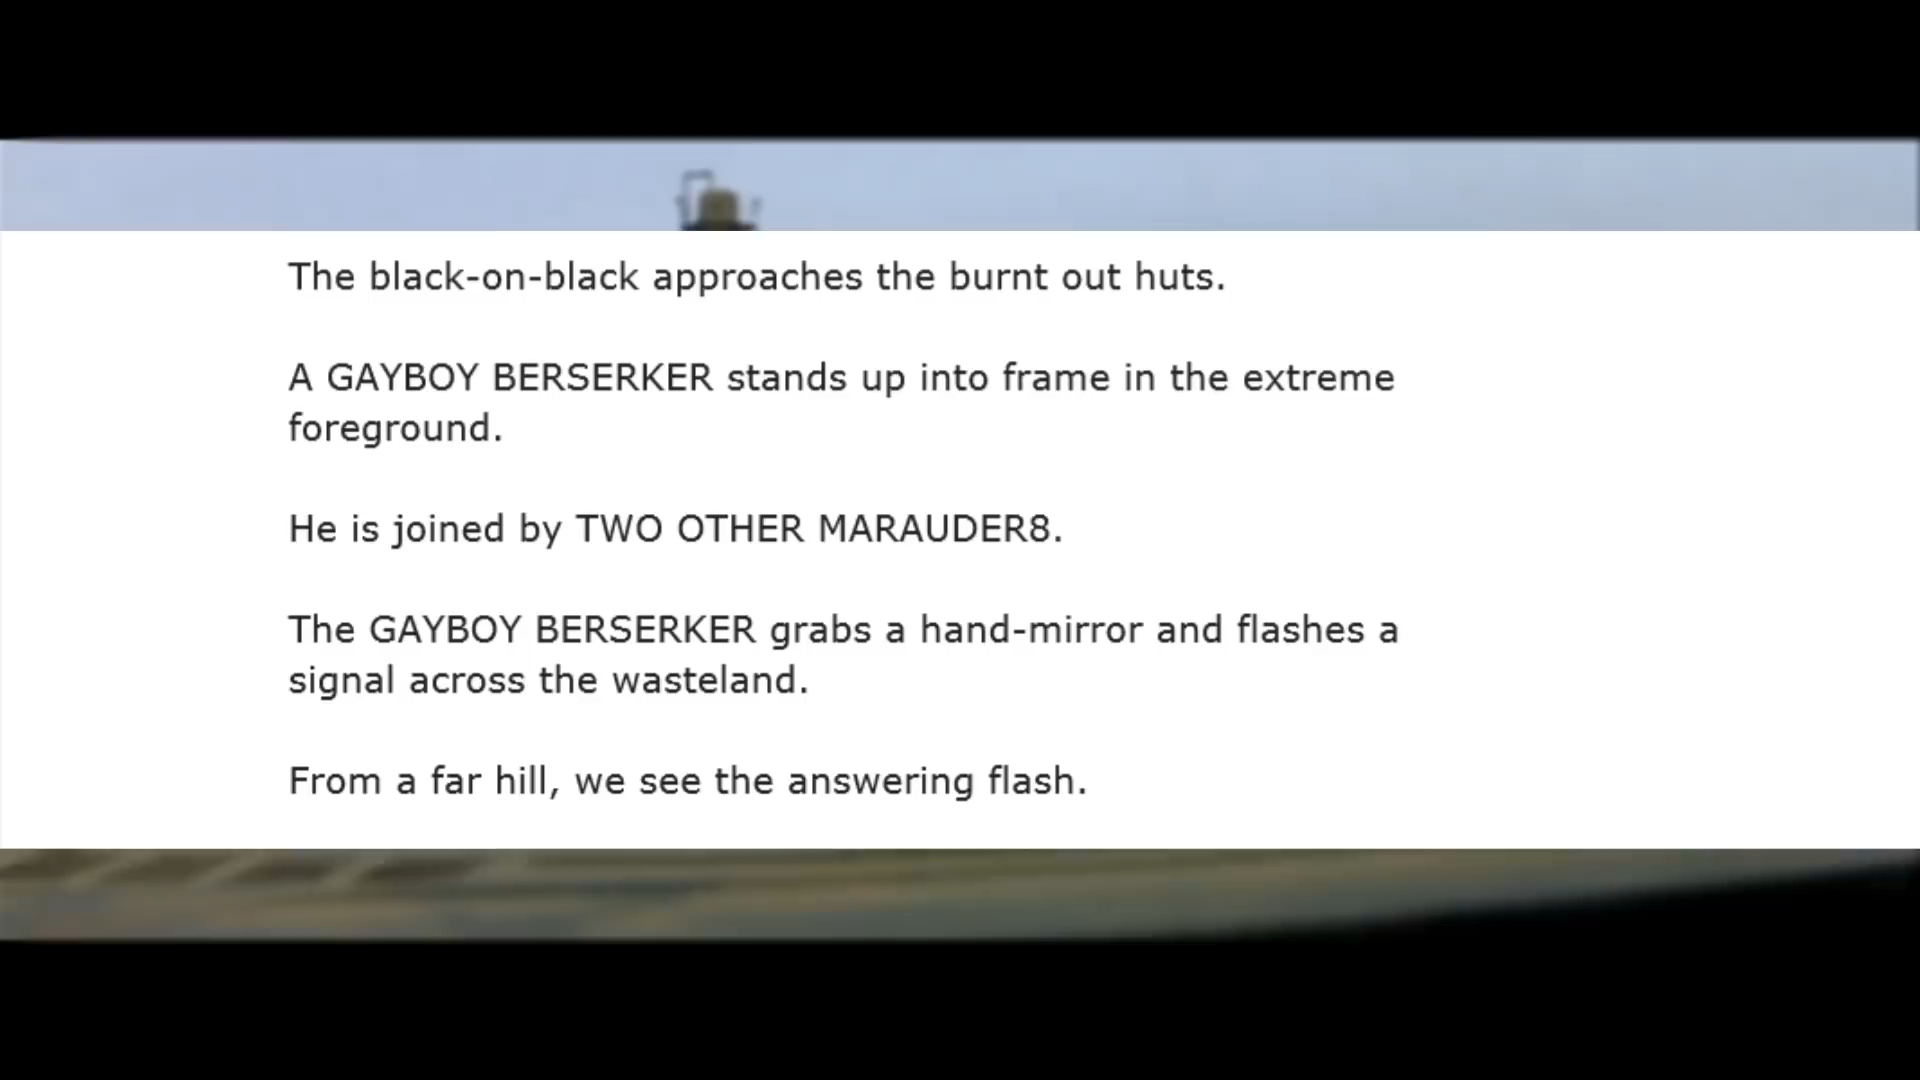 The black-on-black approaches the burnt out huts.
A GAYBOY BERSERKER stands up into frame in the extreme
foreground.
He is joined by TWO OTHER MARAUDER8.
The GAYBOY BERSERKER grabs a hand-mirror and flashes a
signal across the wasteland.
From a far hill, we see the answering flash.